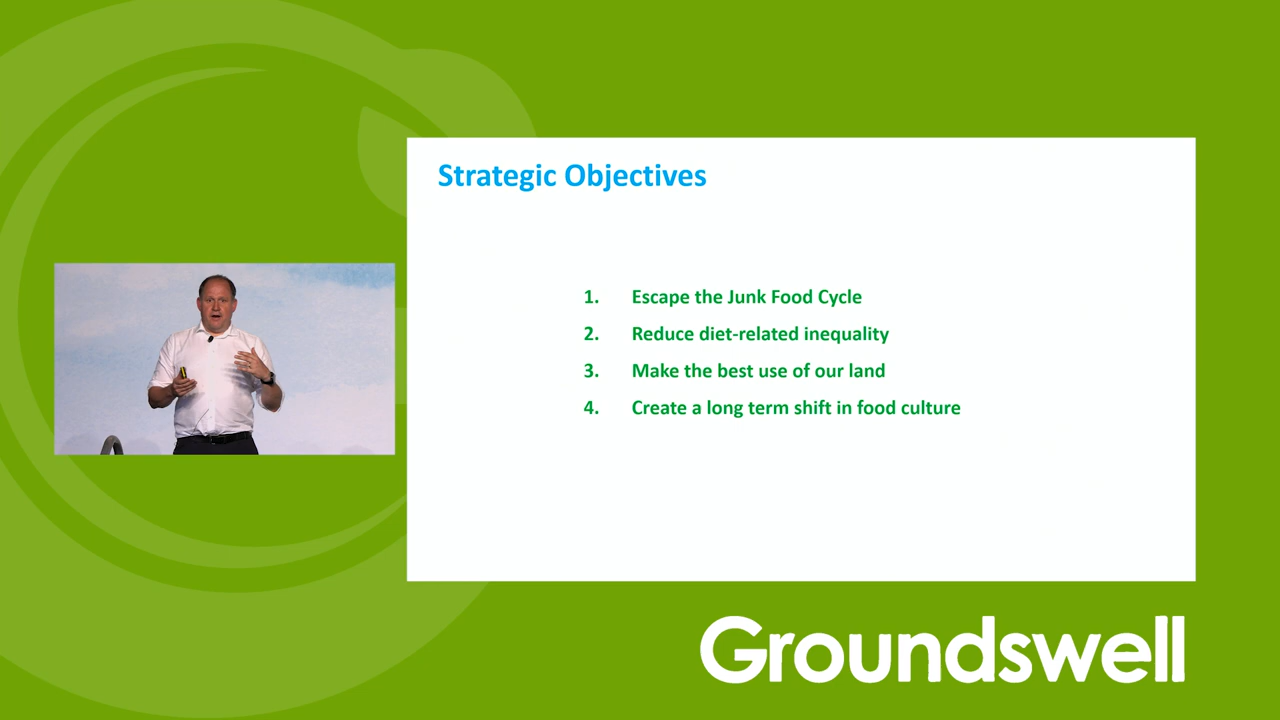 Strategic Objectives
1. Escape the Junk Food Cycle
2. Reduce diet-related inequality
3. Make the best use of our land
4. Create a long term shift in food culture
Groundswell